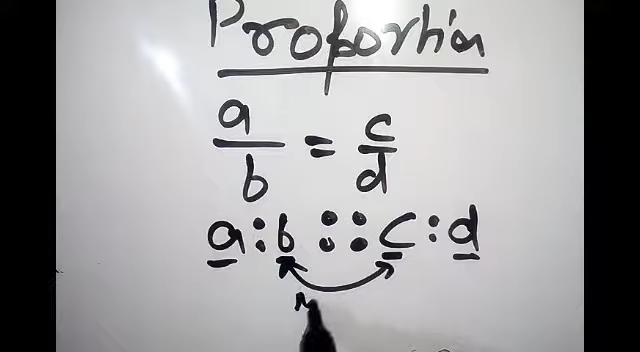 Proportion
a/b = c/d
a : b :: c : d